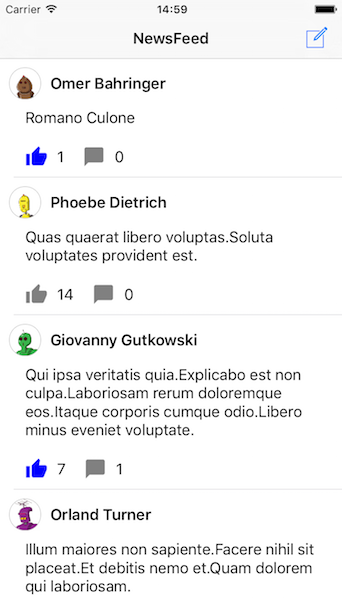 Carrier 14:59
NewsFeed
Omer Bahringer
Romano Culone
1 0
Phoebe Dietrich
Quas quaerat libero voluptas.Soluta
voluptates provident est.
14 0
Giovanny Gutkowski
Qui ipsa veritatis quia.Explicabo est non
culpa.Laboriosam rerum doloremque
eos.Itaque corporis cumque odio.Libero
minus eveniet voluptate.
7 1
Orland Turner
Illum maiores non sapiente.Facere nihil sit
placeat.Et debitis nemo et.Quam dolorem
qui laboriosam.